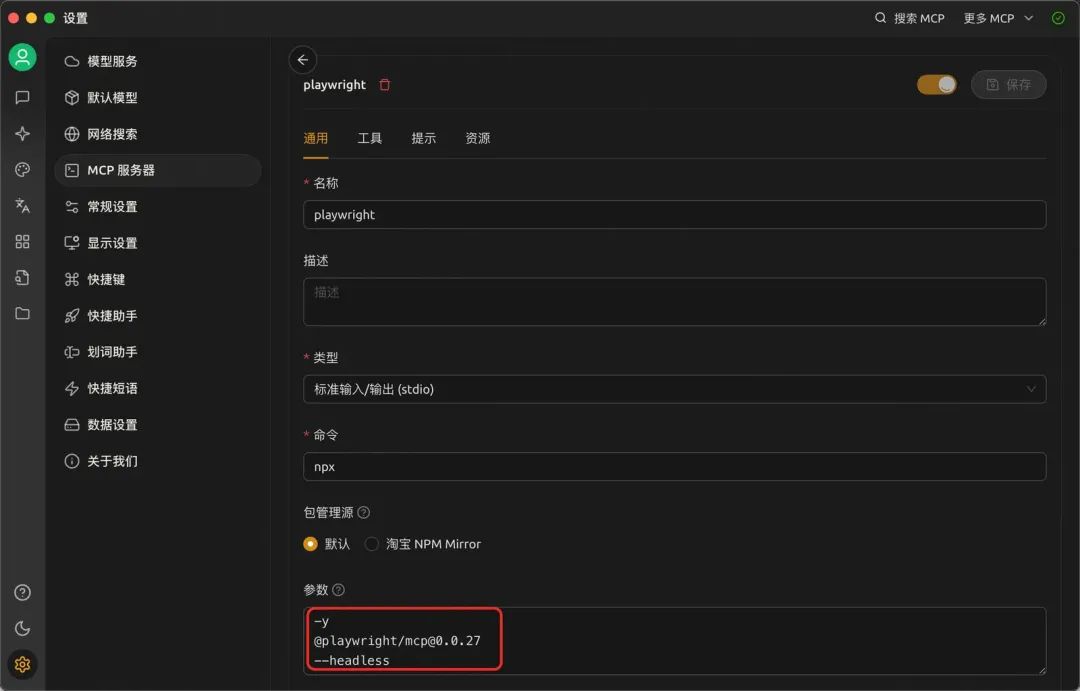 设置
搜索 MCP
更多 MCP
模型服务
默认模型
网络搜索
MCP 服务器
常规设置
显示设置
快捷键
快捷助手
划词助手
快捷短语
数据设置
关于我们
playwright
保存
通用 工具 提示 资源
* 名称
playwright
描述
描述
* 类型
标准输入/输出 (stdio)
* 命令
npx
包管理源
默认 淘宝 NPM Mirror
参数
-y
@playwright/mcp@0.0.27
--headless